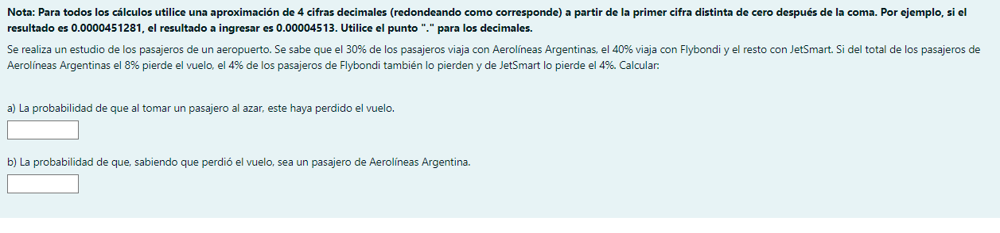 Nota: Para todos los cálculos utilice una aproximación de 4 cifras decimales (redondeando como corresponde) a partir de la primer cifra distinta de cero después de la coma. Por ejemplo, si el
resultado es 0.0000451281, el resultado a ingresar es 0.00004513. Utilice el punto "." para los decimales.
Se realiza un estudio de los pasajeros de un aeropuerto. Se sabe que el 30% de los pasajeros viaja con Aerolíneas Argentinas, el 40% viaja con Flybondi y el resto con JetSmart. Si del total de los pasajeros de
Aerolíneas Argentinas el 8% pierde el vuelo, el 4% de los pasajeros de Flybondi también lo pierden y de JetSmart lo pierde el 4%. Calcular:
a) La probabilidad de que al tomar un pasajero al azar, este haya perdido el vuelo.
b) La probabilidad de que, sabiendo que perdió el vuelo, sea un pasajero de Aerolíneas Argentina.